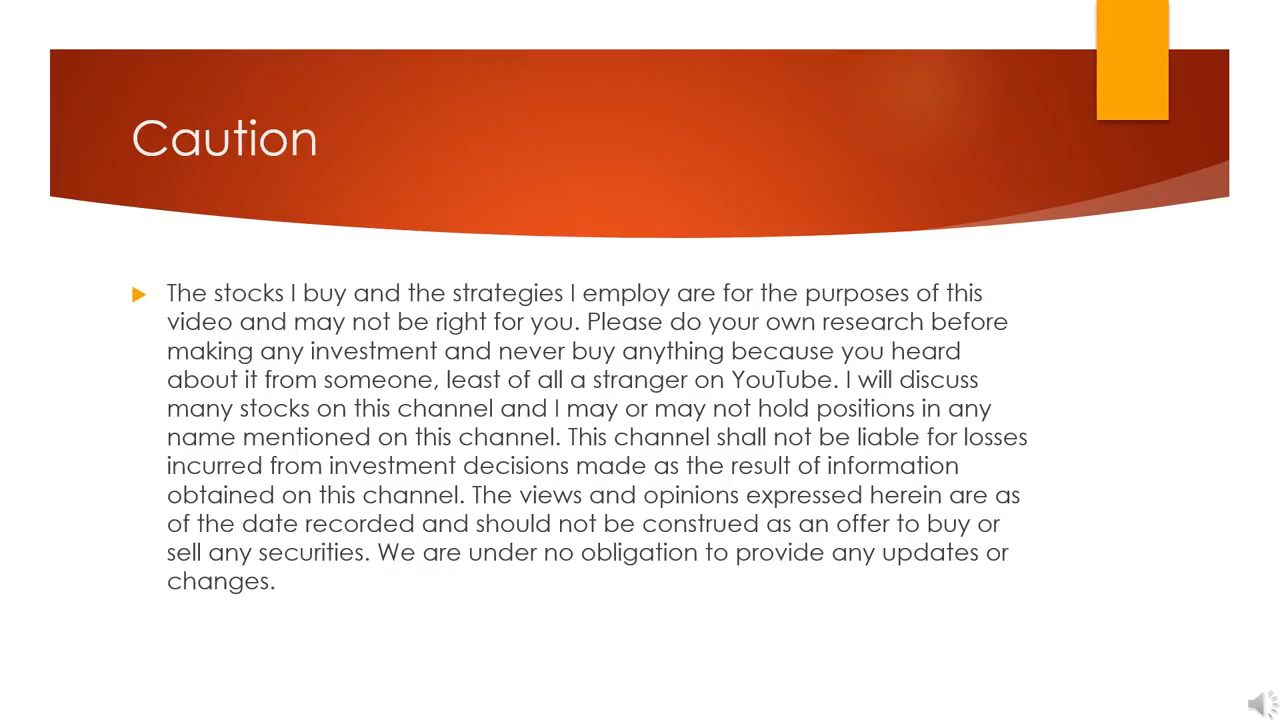 Caution
The stocks I buy and the strategies I employ are for the purposes of this
video and may not be right for you. Please do your own research before
making any investment and never buy anything because you heard
about it from someone, least of all a stranger on YouTube. I will discuss
many stocks on this channel and I may or may not hold positions in any
name mentioned on this channel. This channel shall not be liable for losses
incurred from investment decisions made as the result of information
obtained on this channel. The views and opinions expressed herein are as
of the date recorded and should not be construed as an offer to buy or
sell any securities. We are under no obligation to provide any updates or
changes.